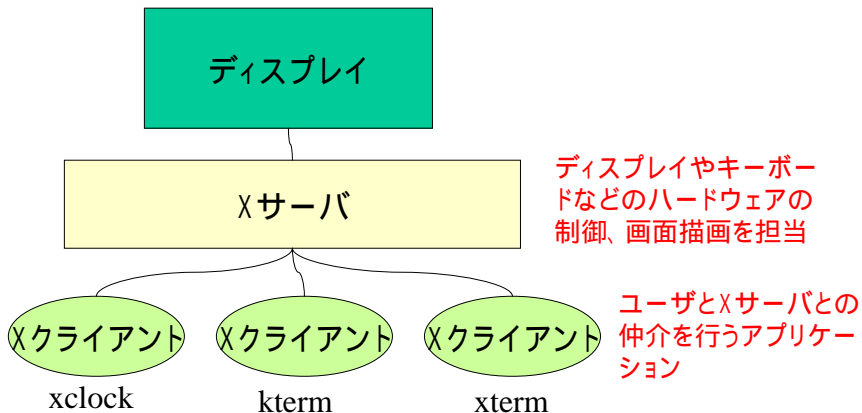 ディスプレイ
Xサーバ
ディスプレイやキーボー
ドなどのハードウェアの
制御、画面描画を担当
Xクライアント Xクライアント Xクライアント
ユーザとXサーバとの
仲介を行うアプリケー
ション
xclock kterm xterm